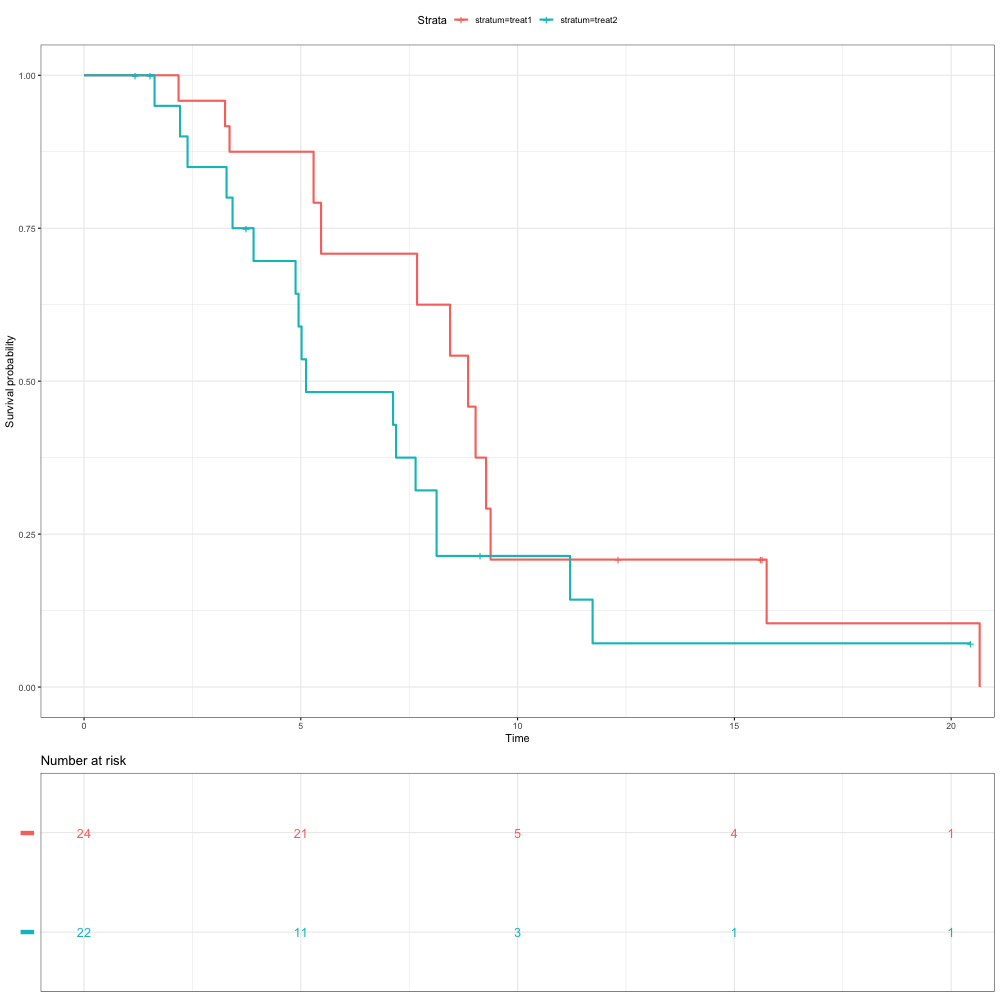 Strata stratum=treat1 stratum=treat2
1.00
0.75
0.50
0.25
0.00
Survival probability
0 5 10 15 20
Time
Number at risk
24 21 5 4 1
22 11 3 1 1